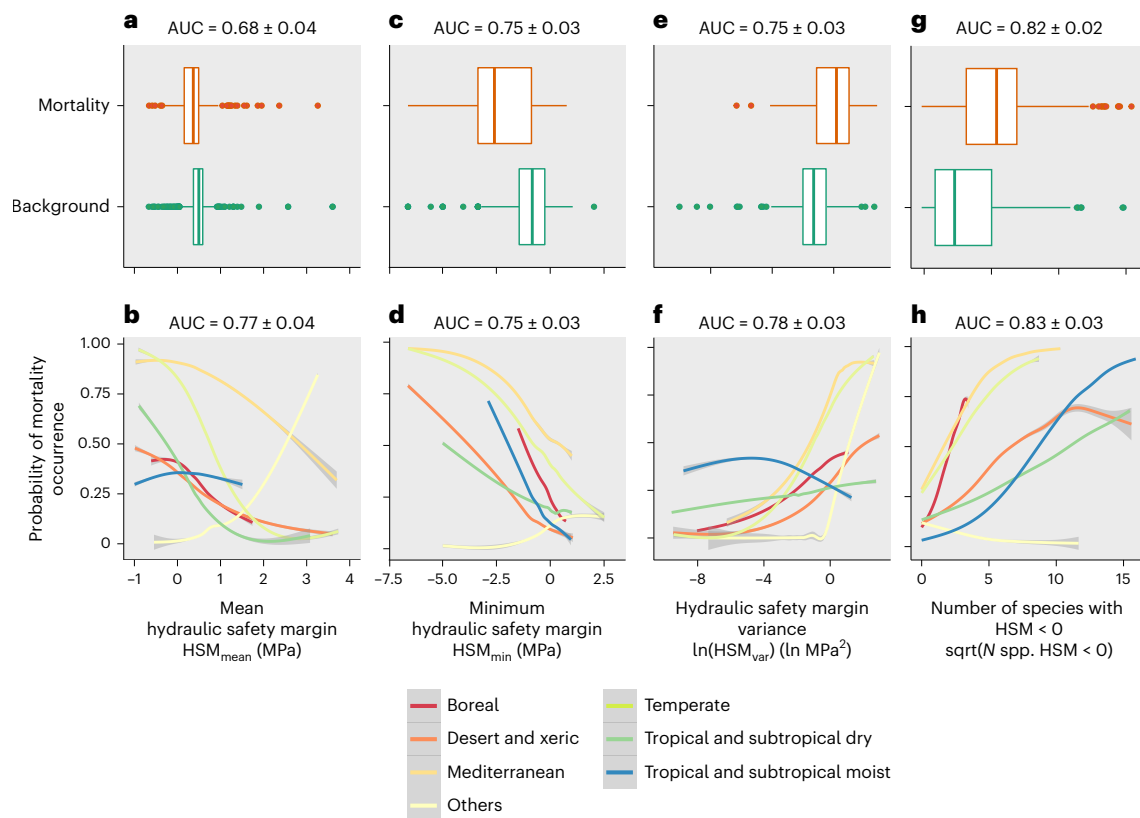 a
AUC = 0.68 ± 0.04
c
AUC = 0.75 ± 0.03
e
AUC = 0.75 ± 0.03
g
AUC = 0.82 ± 0.02
Mortality
Background
b
AUC = 0.77 ± 0.04
d
AUC = 0.75 ± 0.03
f
AUC = 0.78 ± 0.03
h
AUC = 0.83 ± 0.03
Probability of mortality
occurrence
1.00
0.75
0.50
0.25
0
–1 0 1 2 3 4
–7.5 –5.0 –2.5 0 2.5
–8 –4 0
0 5 10 15
Mean
hydraulic safety margin
HSMmean (MPa)
Minimum
hydraulic safety margin
HSMmin (MPa)
Hydraulic safety margin
variance
ln(HSMvar) (ln MPa²)
Number of species with
HSM < 0
sqrt(N spp. HSM < 0)
Boreal
Desert and xeric
Mediterranean
Others
Temperate
Tropical and subtropical dry
Tropical and subtropical moist